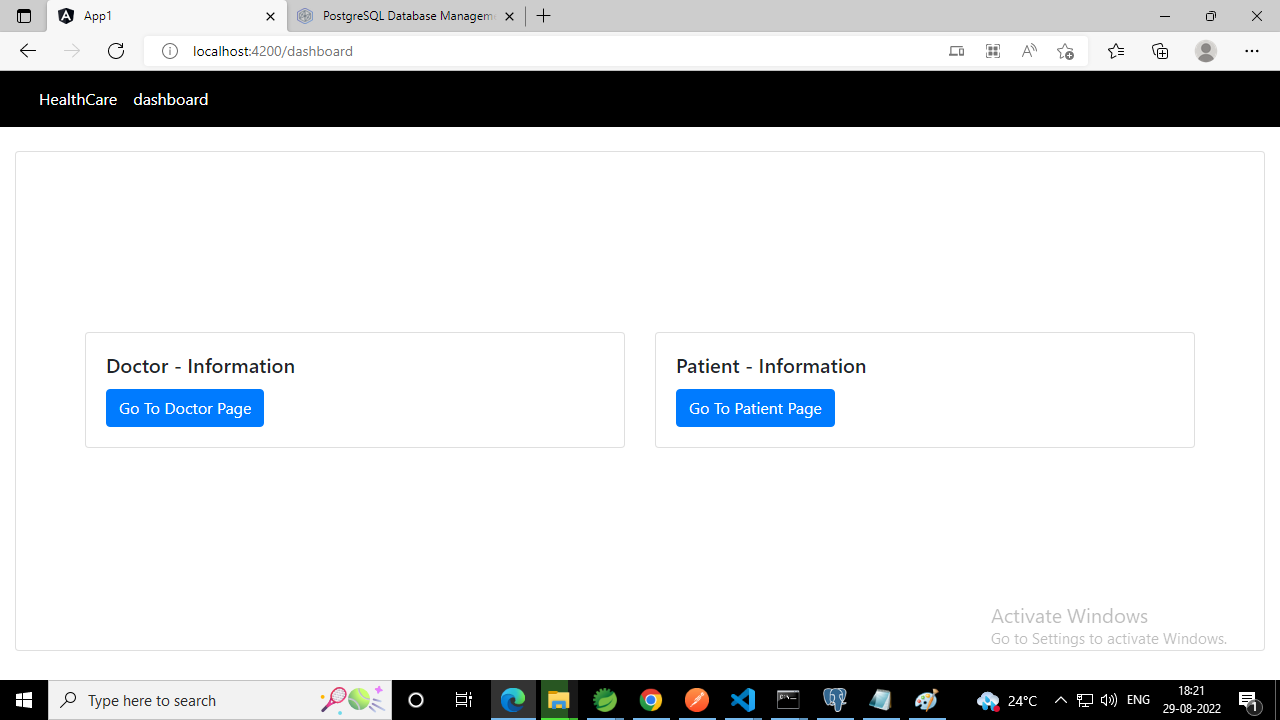 App1
PostgreSQL Database Managem
localhost:4200/dashboard
HealthCare dashboard
Doctor - Information
Go To Doctor Page
Patient - Information
Go To Patient Page
Activate Windows
Go to Settings to activate Windows.
Type here to search
24°C
ENG
18:21
29-08-2022
1